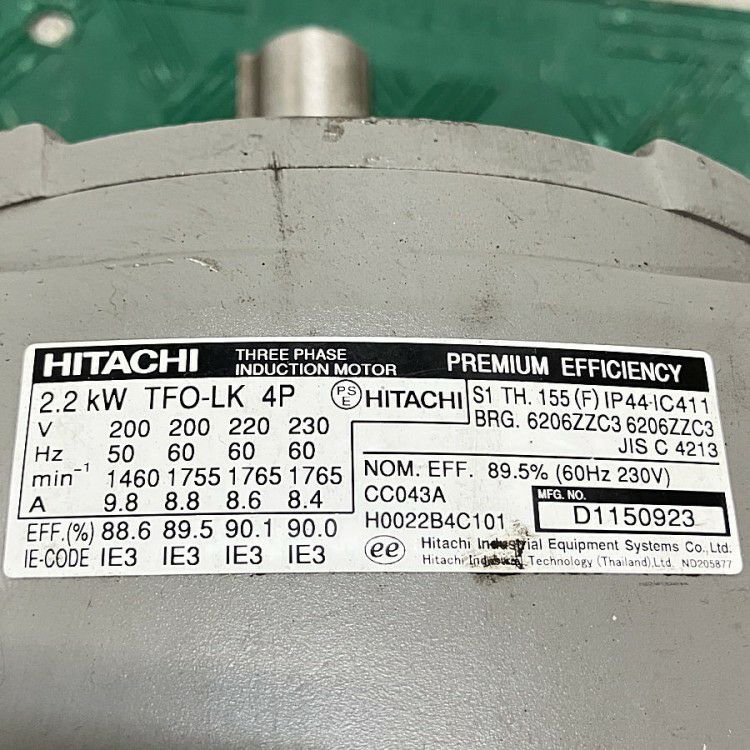 HITACHI THREE PHASE INDUCTION MOTOR PREMIUM EFFICIENCY
2.2 kW TFO-LK 4P PSE HITACHI
V 200 200 220 230
Hz 50 60 60 60
min⁻¹ 1460 1755 1765 1765
A 9.8 8.8 8.6 8.4
EFF.(%) 88.6 89.5 90.1 90.0
IE-CODE IE3 IE3 IE3 IE3
S1 TH. 155 (F) IP44·IC411
BRG. 6206ZZC3 6206ZZC3
JIS C 4213
NOM. EFF. 89.5% (60Hz 230V)
CC043A
H0022B4C101
MFG. NO. D1150923
ee Hitachi Industrial Equipment Systems Co., Ltd.
Hitachi Industrial Technology (Thailand),Ltd. ND205877